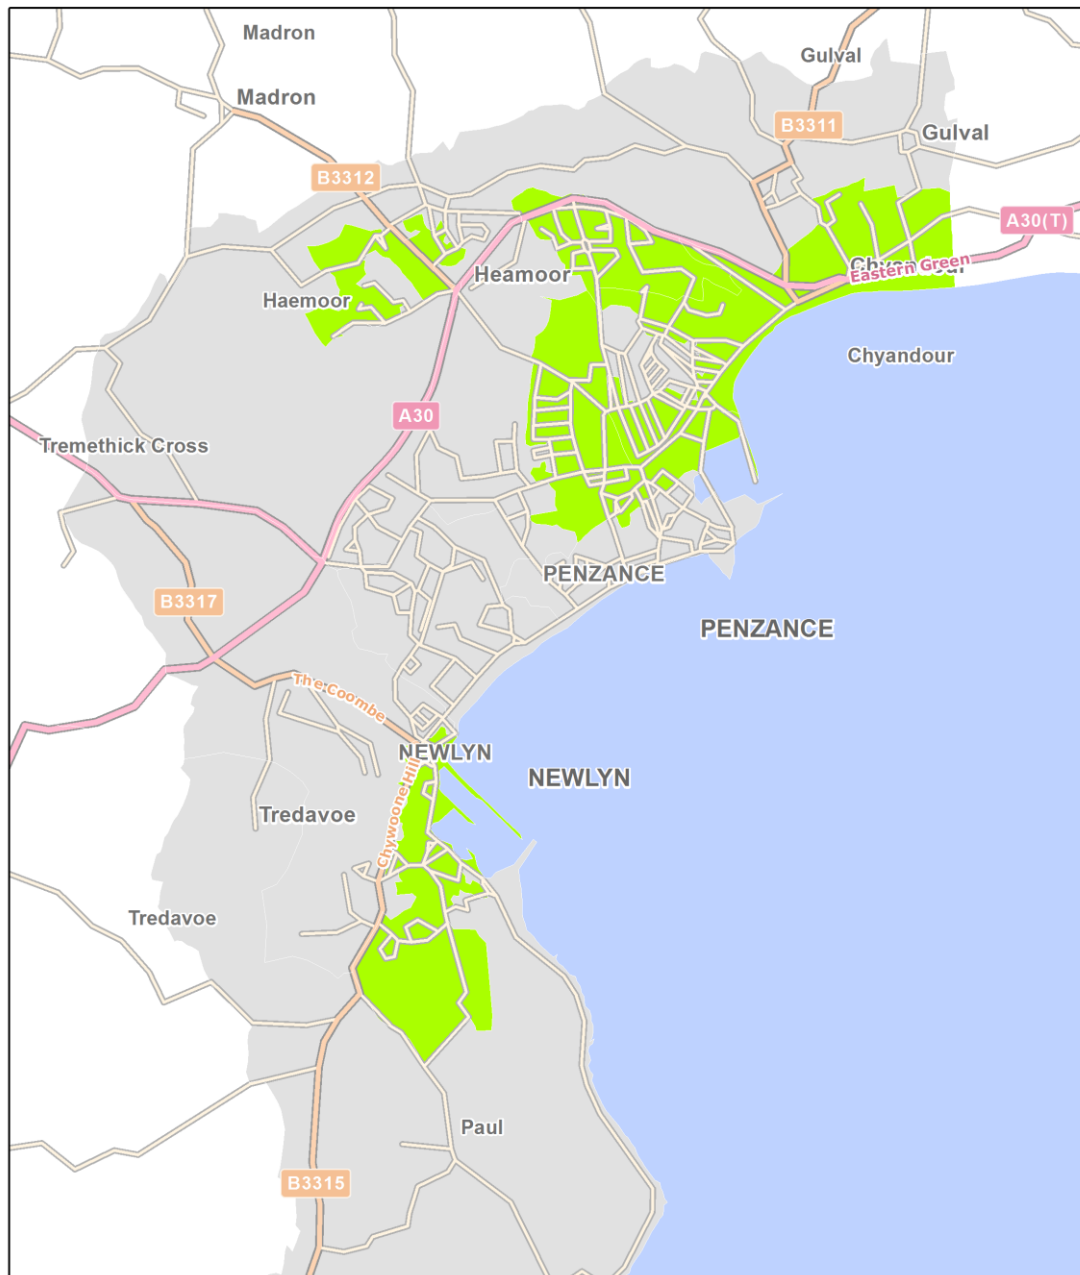 Madron
Gulval
Madron
B3311
Gulval
B3312
A30(T)
Chyandour
Eastern Green
Heamoor
Haemoor
Chyandour
A30
Tremethick Cross
PENZANCE
B3317
PENZANCE
The Coombe
NEWLYN
NEWLYN
Chywoone Hill
Tredavoe
Tredavoe
Paul
B3315